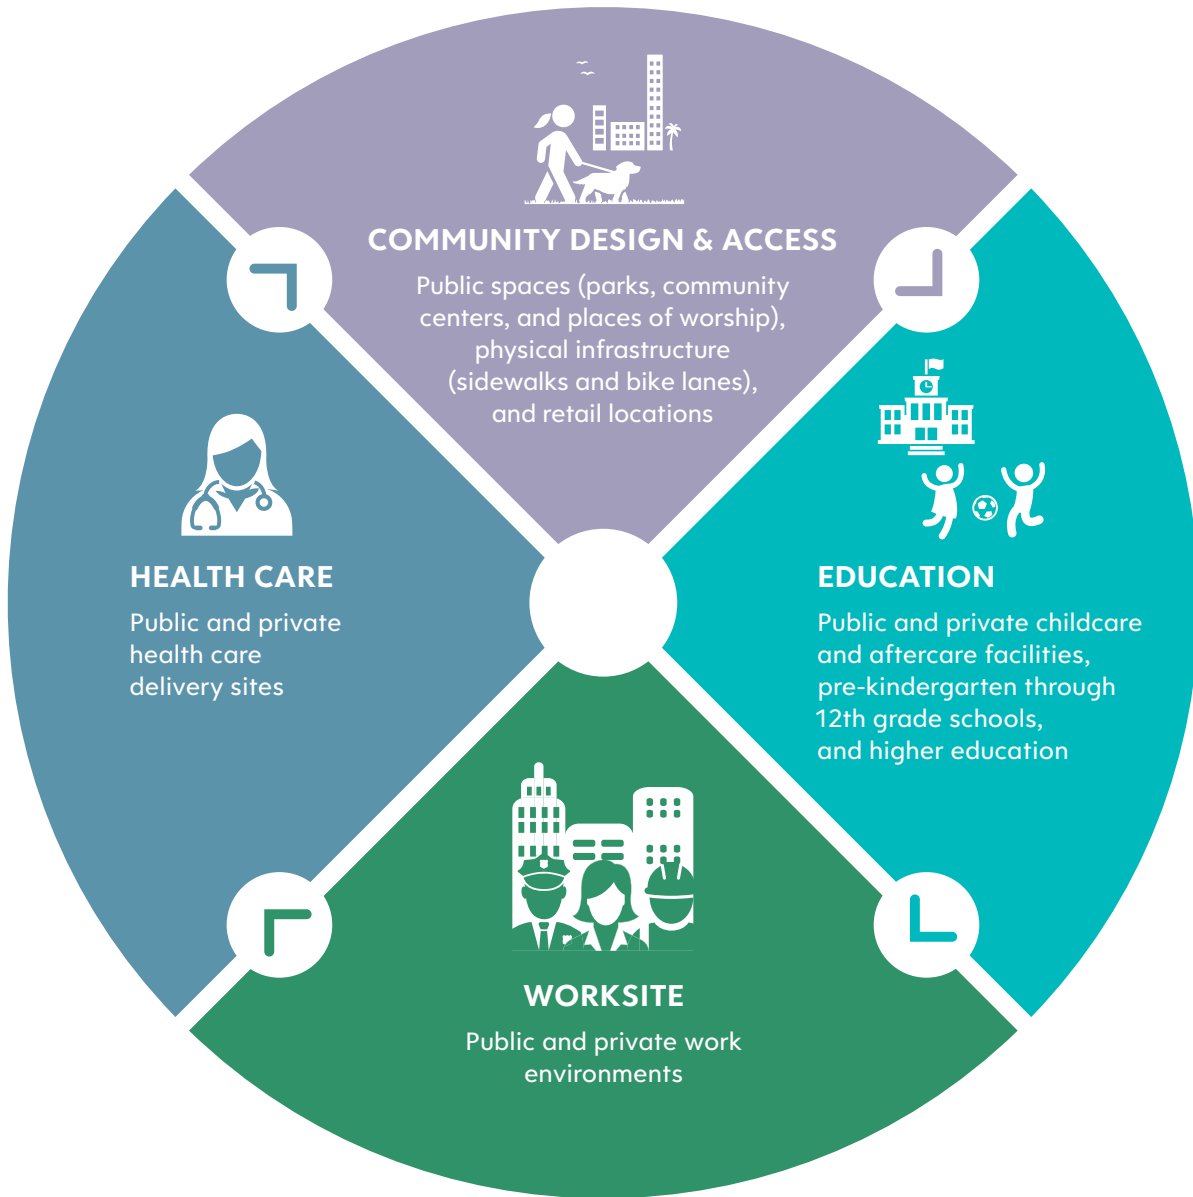 COMMUNITY DESIGN & ACCESS
Public spaces (parks, community
centers, and places of worship),
physical infrastructure
(sidewalks and bike lanes),
and retail locations
HEALTH CARE
Public and private
health care
delivery sites
EDUCATION
Public and private childcare
and aftercare facilities,
pre-kindergarten through
12th grade schools,
and higher education
WORKSITE
Public and private work
environments